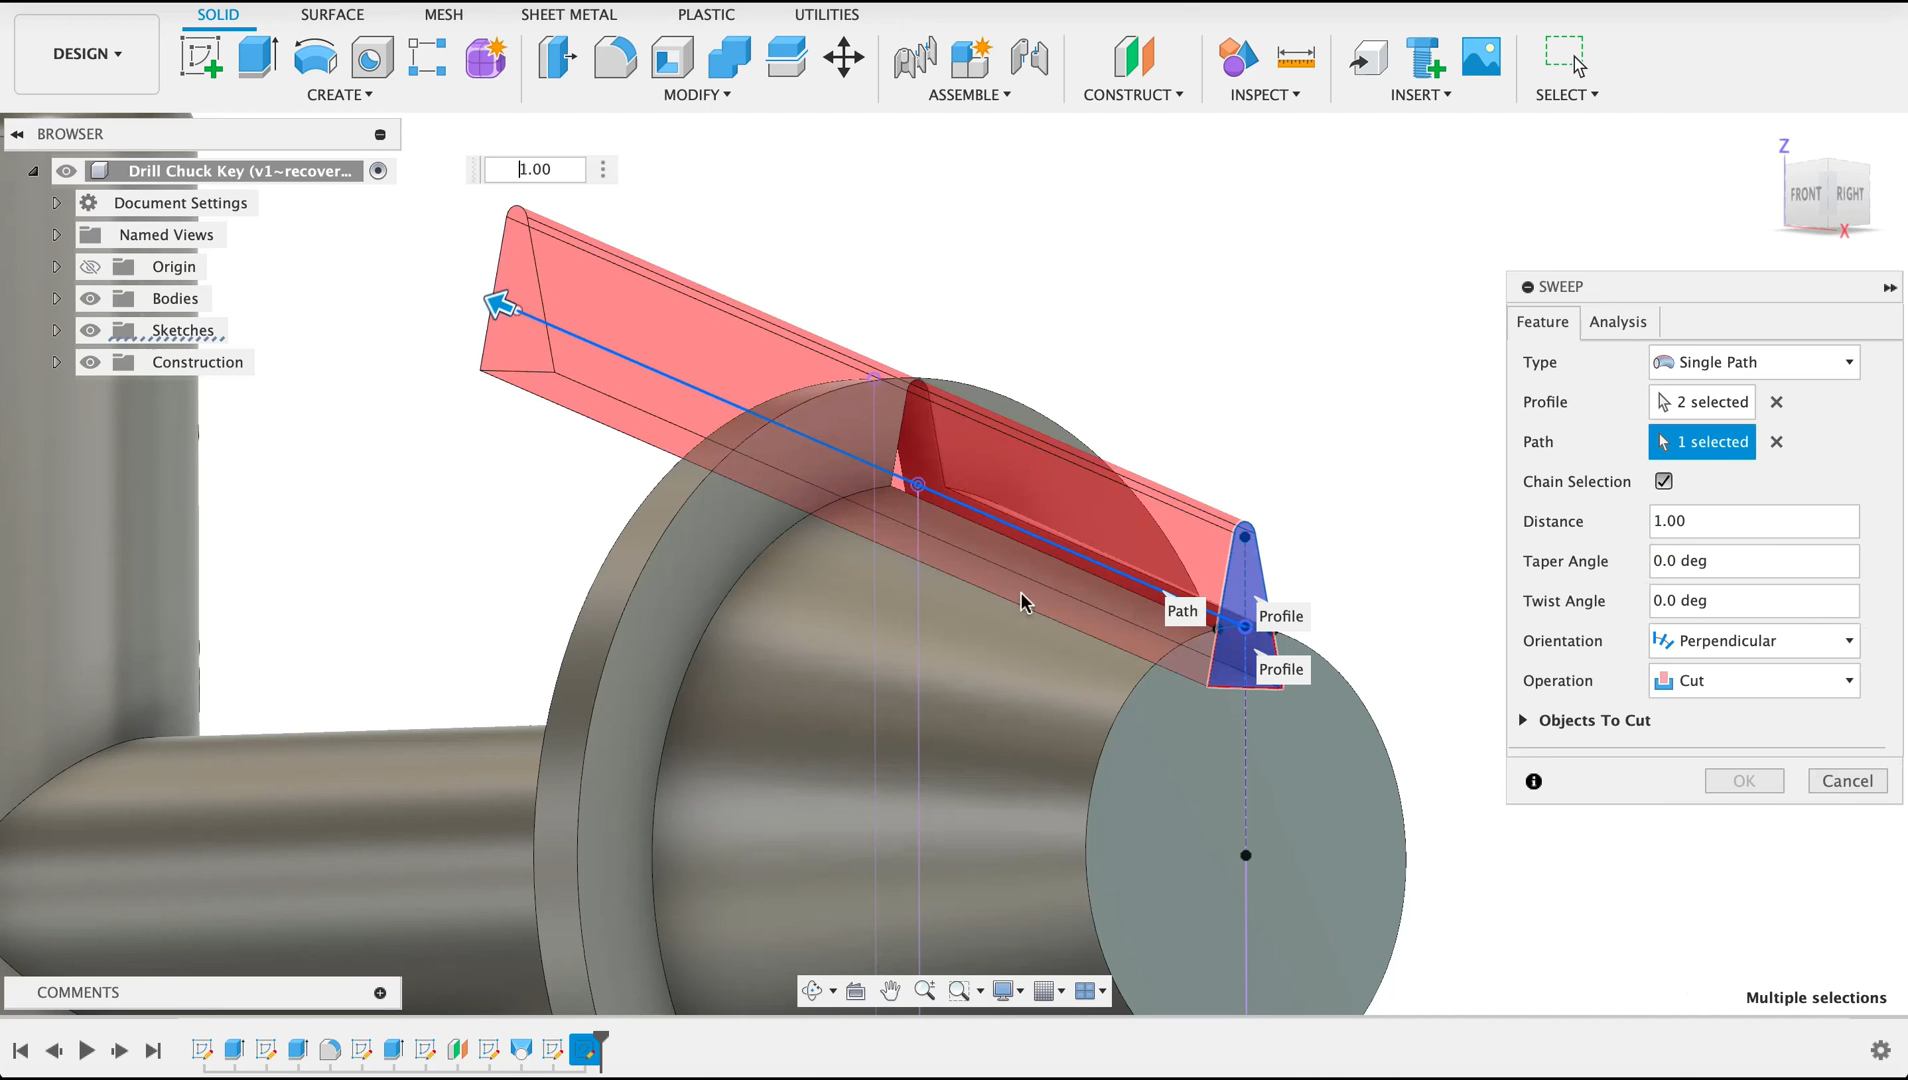 SOLID SURFACE MESH SHEET METAL PLASTIC UTILITIES
DESIGN
CREATE MODIFY ASSEMBLE CONSTRUCT INSPECT INSERT SELECT
BROWSER
Drill Chuck Key (v1~recover...
Document Settings
Named Views
Origin
Bodies
Sketches
Construction
1.00
Z
FRONT RIGHT
X
SWEEP
Feature Analysis
Type Single Path
Profile 2 selected
Path 1 selected
Chain Selection
Distance 1.00
Taper Angle 0.0 deg
Twist Angle 0.0 deg
Orientation Perpendicular
Operation Cut
Objects To Cut
OK Cancel
Path
Profile
Profile
COMMENTS
Multiple selections